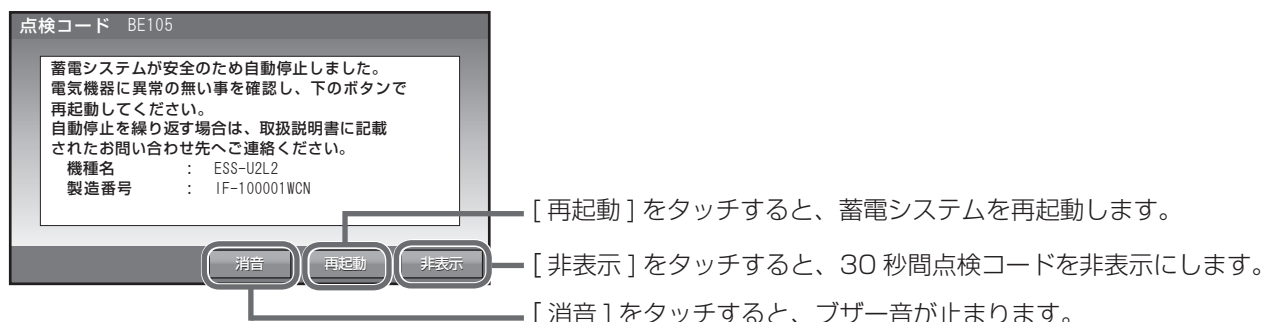 点検コード BE105
蓄電システムが安全のため自動停止しました。
電気機器に異常の無い事を確認し、下のボタンで
再起動してください。
自動停止を繰り返す場合は、取扱説明書に記載
されたお問い合わせ先へご連絡ください。
機種名 : ESS-U2L2
製造番号 : IF-100001WCN
消音 再起動 非表示
[ 再起動 ] をタッチすると、蓄電システムを再起動します。
[ 非表示 ] をタッチすると、30 秒間点検コードを非表示にします。
[ 消音 ] をタッチすると、ブザー音が止まります。